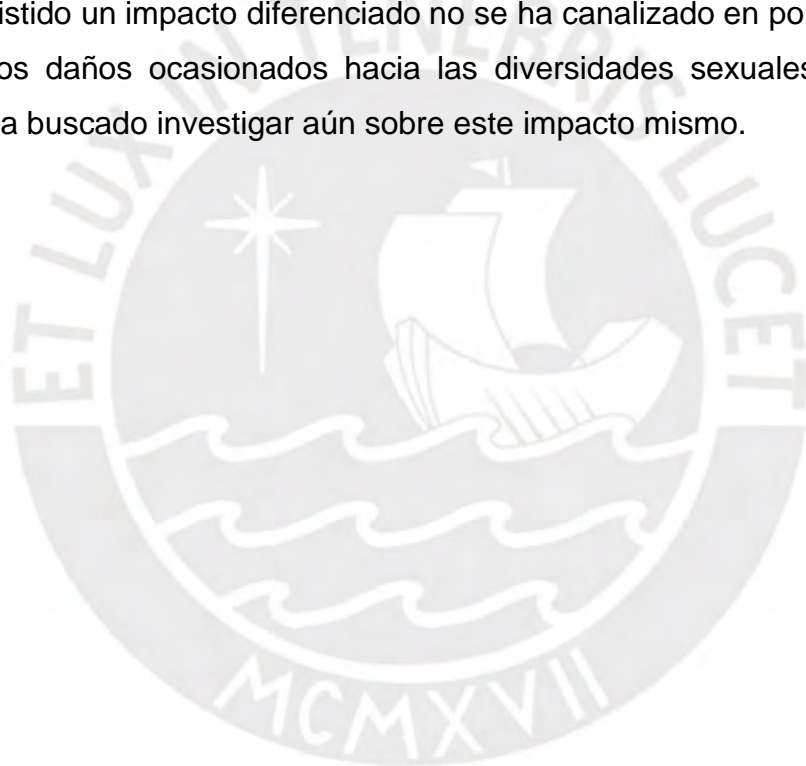 istido un impacto diferenciado no se ha canalizado en po
os daños ocasionados hacia las diversidades sexuales
a buscado investigar aún sobre este impacto mismo.
ET LUX IN TENEBRIS LUCET
MCMXVII